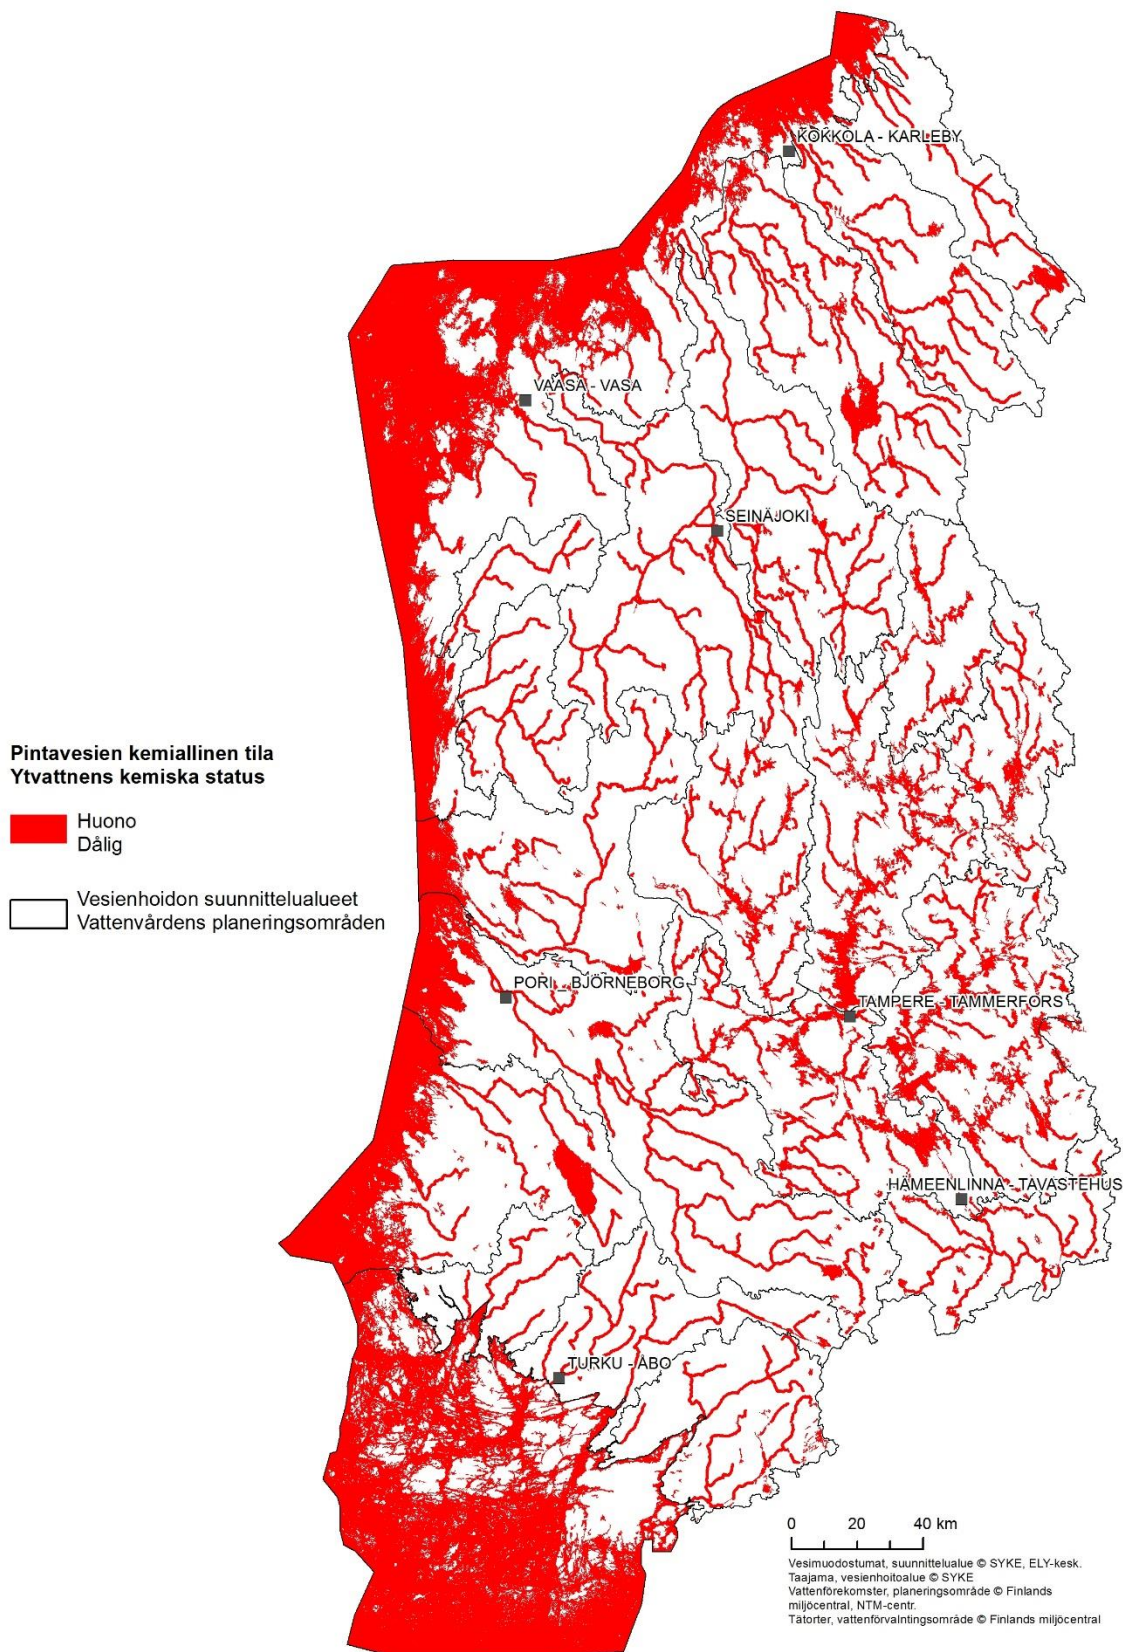 KOKKOLA - KARLEBY
VAASA - VASA
SEINÄJOKI
Pintavesien kemiallinen tila
Ytvattnens kemiska status
Huono
Dålig
Vesienhoidon suunnittelualueet
Vattenvårdens planeringsområden
PORI _ BJÖRNEBORG
TAMPERE - TAMMERFORS
HÄMEENLINNA - TAVASTEHUS
TURKU - ÅBO
0 20 40 km
Vesimuodostumat, suunnittelualue © SYKE, ELY-kesk.
Taajama, vesienhoitoalue © SYKE
Vattenförekomster, planeringsområde © Finlands
miljöcentral, NTM-centr.
Tätorter, vattenförvalntingsområde © Finlands miljöcentral